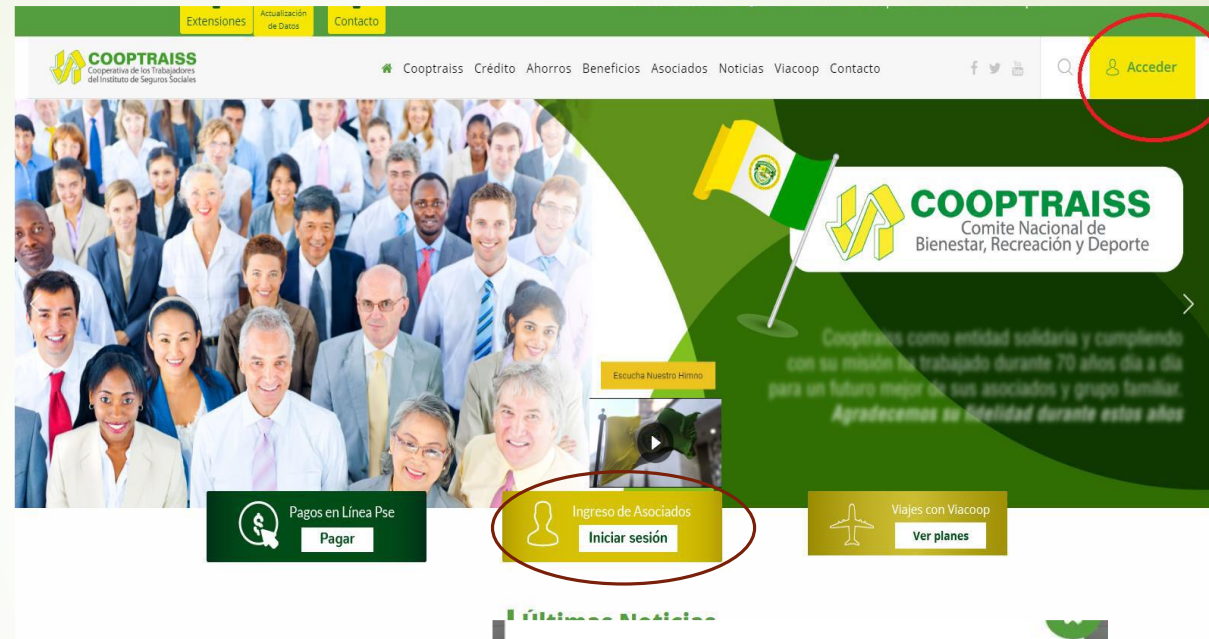 Extensiones
Actualización
de Datos
Contacto
COOPTRAISS
Cooperativa de los Trabajadores
del Instituto de Seguros Sociales
Cooptraiss Crédito Ahorros Beneficios Asociados Noticias Viacoop Contacto
Acceder
COOPTRAISS
Comite Nacional de
Bienestar, Recreación y Deporte
Cooptraiss como entidad solidaria y cumpliendo
con su misión ha trabajado durante 70 años día a día
para un futuro mejor de sus asociados y grupo familiar.
Agradecemos su fidelidad durante estos años
Escucha Nuestro Himno
Pagos en Línea Pse
Pagar
Ingreso de Asociados
Iniciar sesión
Viajes con Viacoop
Ver planes
Últimas Noticias